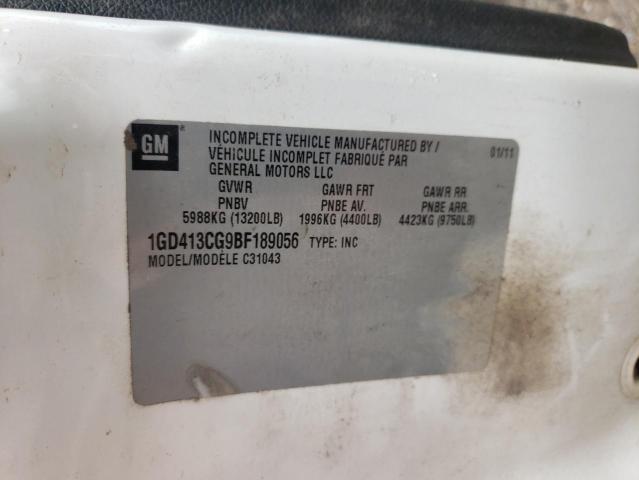 GM
INCOMPLETE VEHICLE MANUFACTURED BY / 01/11
VÉHICULE INCOMPLET FABRIQUÉ PAR
GENERAL MOTORS LLC
GVWR GAWR FRT GAWR RR
PNBV PNBE AV. PNBE ARR.
5988KG (13200LB) 1996KG (4400LB) 4423KG (9750LB)
1GD413CG9BF189056 TYPE: INC
MODEL/MODÈLE C31043